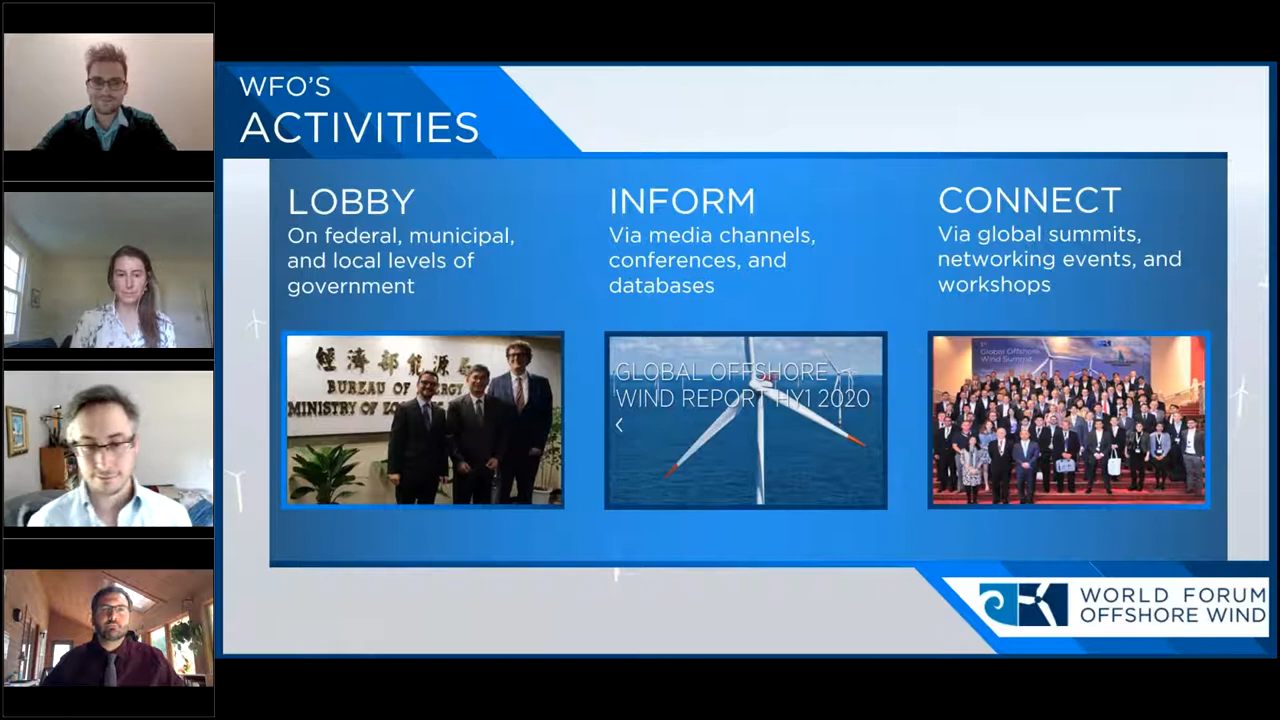 WFO'S
ACTIVITIES
LOBBY
On federal, municipal,
and local levels of
government
INFORM
Via media channels,
conferences, and
databases
CONNECT
Via global summits,
networking events, and
workshops
經濟部能源局
BUREAU OF ENERGY
MINISTRY OF
GLOBAL OFFSHORE
WIND REPORT HY1 2020
Global Offshore
Wind Summit
WORLD FORUM
OFFSHORE WIND